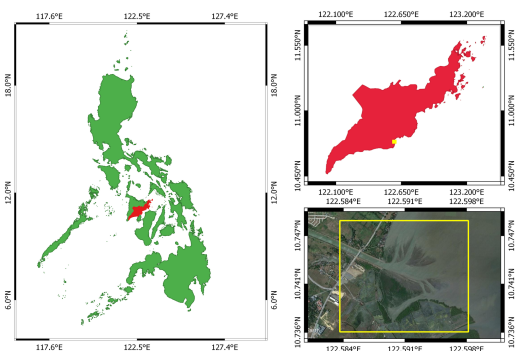 117.6°E 122.5°E 127.4°E
18.0°N 18.0°N
12.0°N 12.0°N
6.0°N 6.0°N
117.6°E 122.5°E 127.4°E
122.100°E 122.650°E 123.200°E
11.550°N 11.550°N
11.000°N 11.000°N
10.450°N 10.450°N
122.100°E 122.650°E 123.200°E
122.584°E 122.591°E 122.598°E
10.747°N 10.747°N
10.741°N 10.741°N
10.736°N 10.736°N
122.584°E 122.591°E 122.598°E